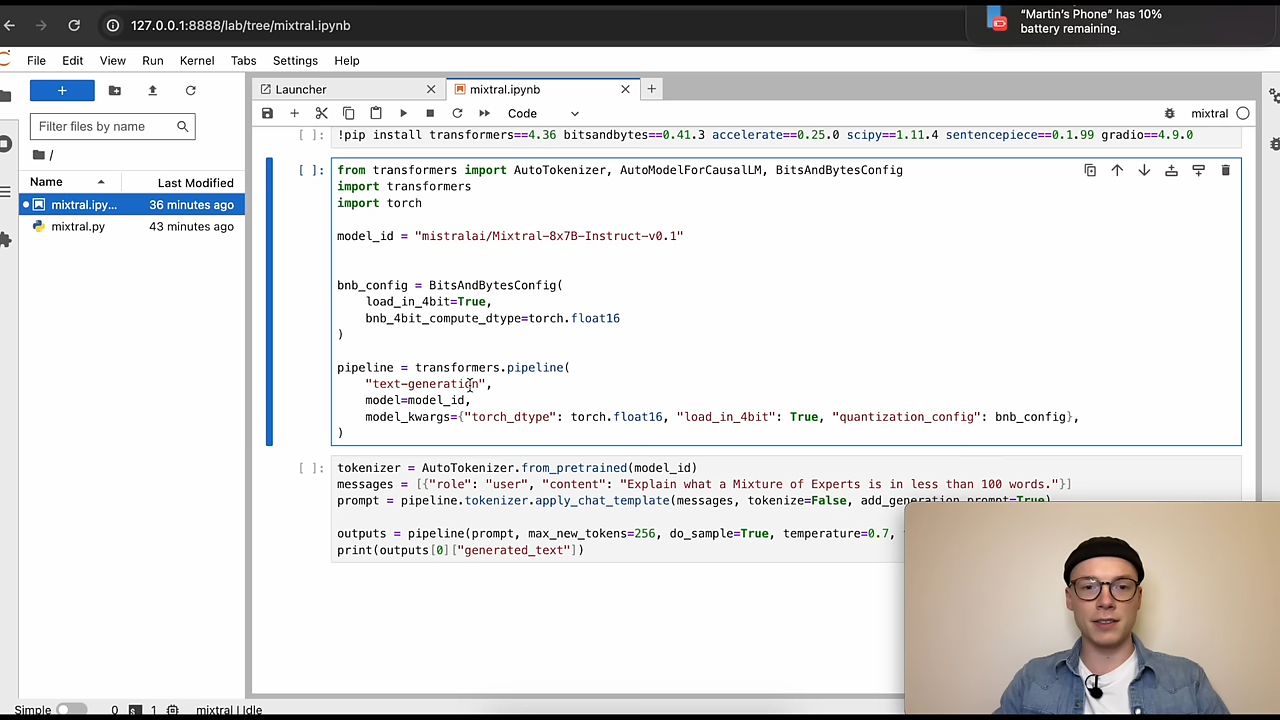 127.0.0.1:8888/lab/tree/mixtral.ipynb
“Martin’s Phone” has 10%
battery remaining.
File Edit View Run Kernel Tabs Settings Help
+
Filter files by name
/
Name Last Modified
mixtral.ipy... 36 minutes ago
mixtral.py 43 minutes ago
Launcher mixtral.ipynb
Code mixtral
[ ]: !pip install transformers==4.36 bitsandbytes==0.41.3 accelerate==0.25.0 scipy==1.11.4 sentencepiece==0.1.99 gradio==4.9.0
[ ]: from transformers import AutoTokenizer, AutoModelForCausalLM, BitsAndBytesConfig
import transformers
import torch
model_id = "mistralai/Mixtral-8x7B-Instruct-v0.1"
bnb_config = BitsAndBytesConfig(
load_in_4bit=True,
bnb_4bit_compute_dtype=torch.float16
)
pipeline = transformers.pipeline(
"text-generation",
model=model_id,
model_kwargs={"torch_dtype": torch.float16, "load_in_4bit": True, "quantization_config": bnb_config},
)
[ ]: tokenizer = AutoTokenizer.from_pretrained(model_id)
messages = [{"role": "user", "content": "Explain what a Mixture of Experts is in less than 100 words."}]
prompt = pipeline.tokenizer.apply_chat_template(messages, tokenize=False, add_generation_prompt=True)
outputs = pipeline(prompt, max_new_tokens=256, do_sample=True, temperature=0.7,
print(outputs[0]["generated_text"])
Simple 0 1 mixtral | Idle